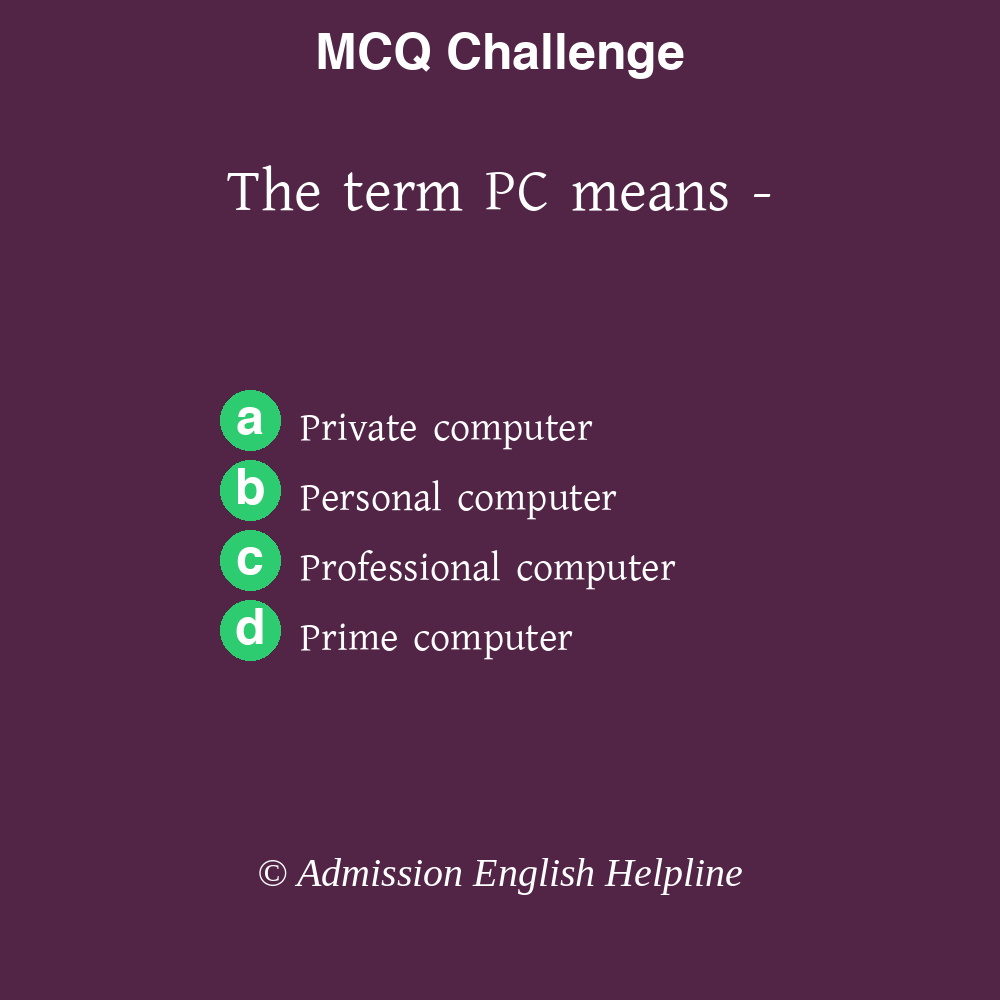 MCQ Challenge
The term PC means -
a Private computer
b Personal computer
c Professional computer
d Prime computer
© Admission English Helpline